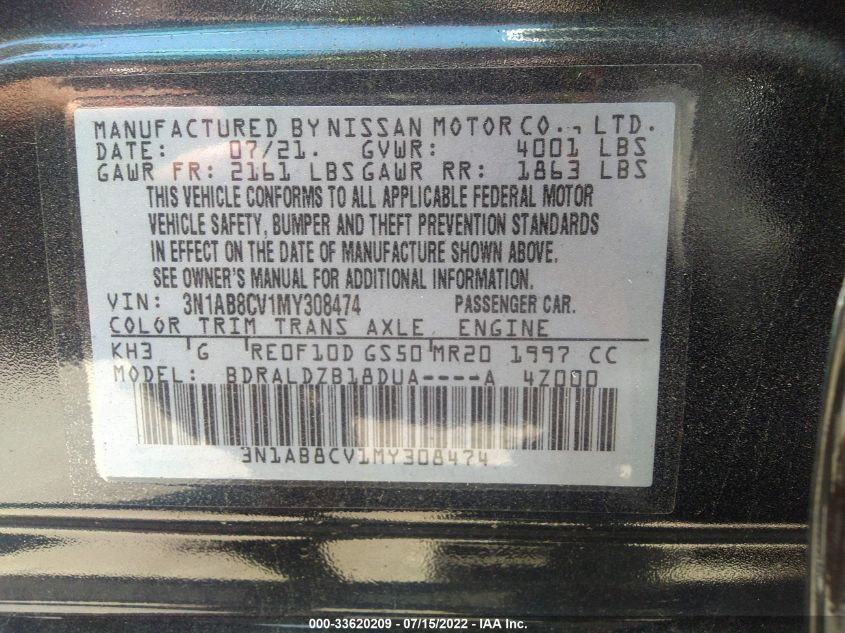 MANUFACTURED BY NISSAN MOTOR CO., LTD.
DATE: 07/21. GVWR: 4001 LBS
GAWR FR: 2161 LBS GAWR RR: 1863 LBS
THIS VEHICLE CONFORMS TO ALL APPLICABLE FEDERAL MOTOR
VEHICLE SAFETY, BUMPER AND THEFT PREVENTION STANDARDS
IN EFFECT ON THE DATE OF MANUFACTURE SHOWN ABOVE.
SEE OWNER'S MANUAL FOR ADDITIONAL INFORMATION.
VIN: 3N1AB8CV1MY308474 PASSENGER CAR.
COLOR TRIM TRANS AXLE ENGINE
KH3 G RE0F10D GS50 MR20 1997 CC
MODEL: BDRALDZB18DUA----A 4Z000
3N1AB8CV1MY308474
000-33620209 - 07/15/2022 - IAA Inc.